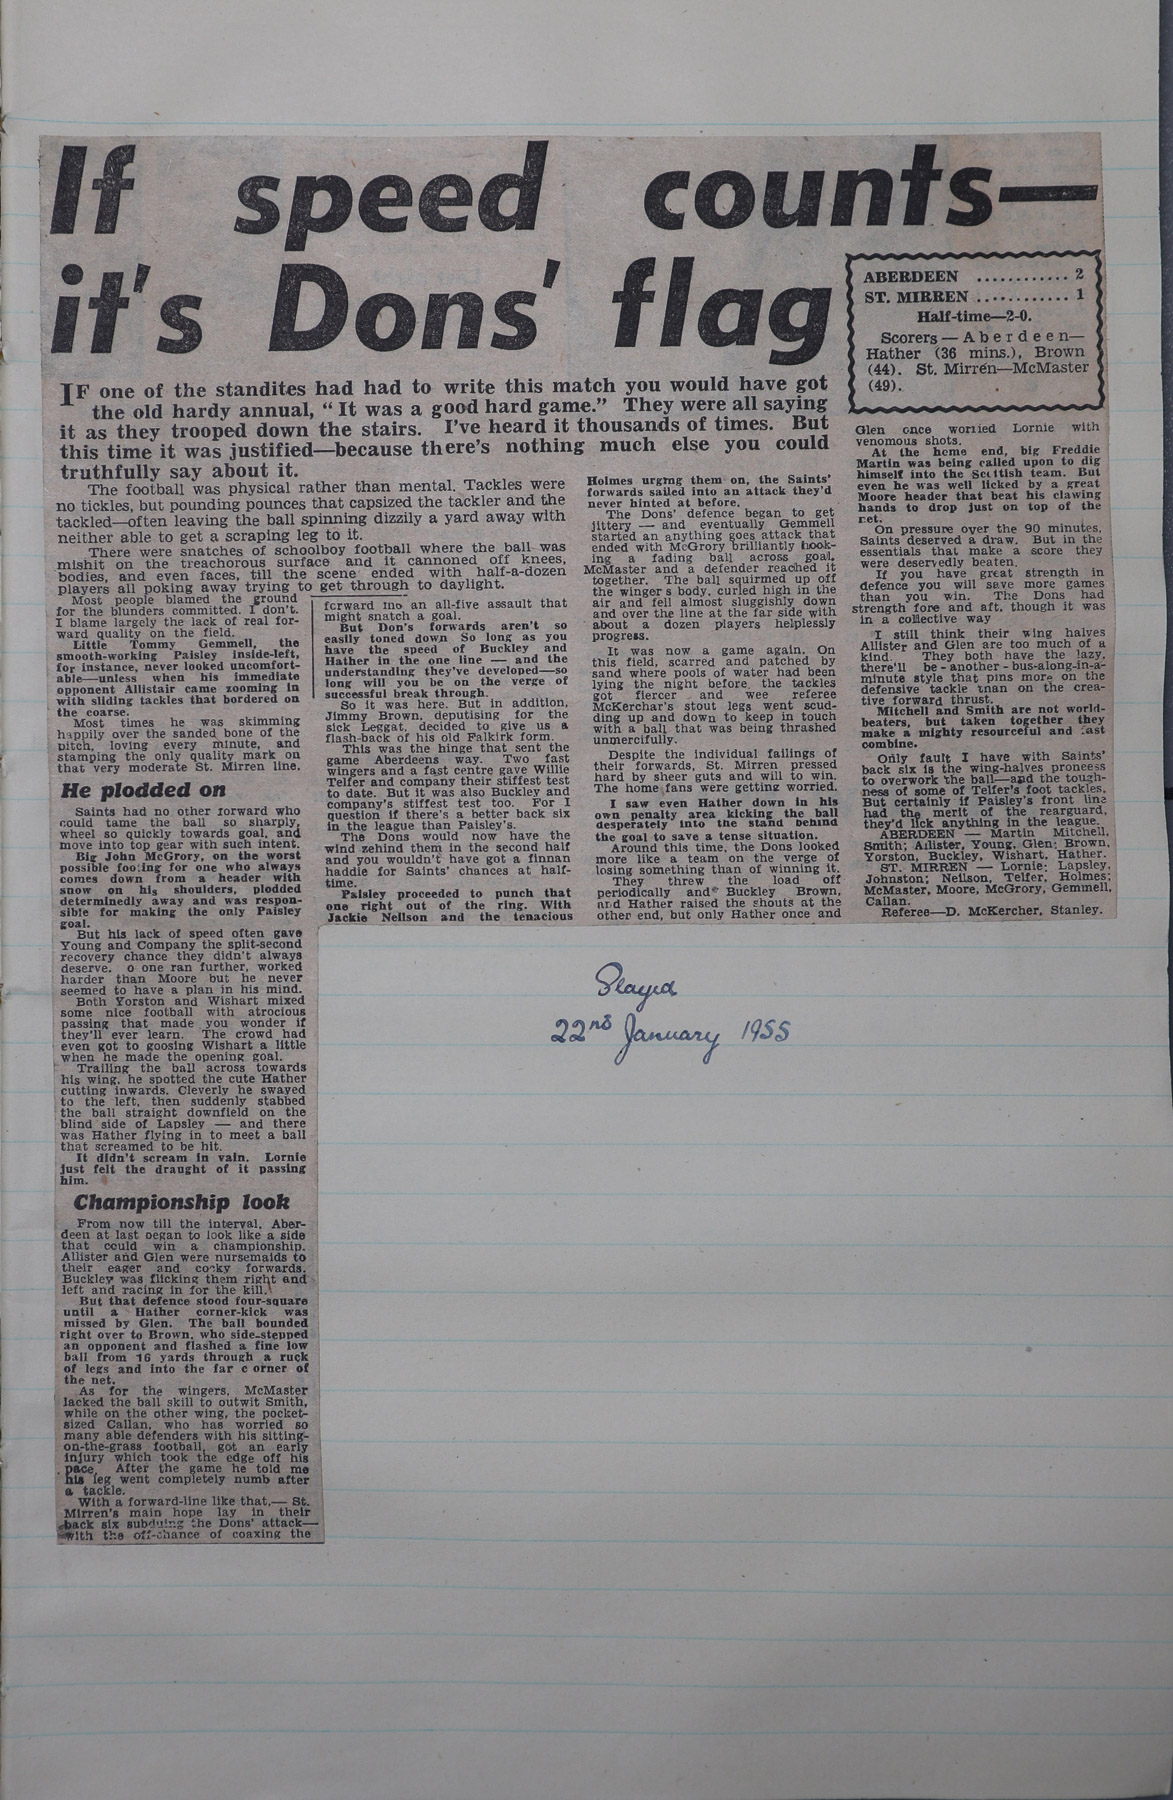 If speed counts—
it's Dons' flag
ABERDEEN ............ 2
ST. MIRREN ............ 1
Half-time—2-0.
Scorers — Aberdeen—
Hather (36 mins.), Brown
(44). St. Mirren—McMaster
(49).
IF one of the standites had had to write this match you would have got
the old hardy annual, "It was a good hard game." They were all saying
it as they trooped down the stairs. I've heard it thousands of times. But
this time it was justified—because there's nothing much else you could
truthfully say about it.
The football was physical rather than mental. Tackles were
no tickles, but pounding pounces that capsized the tackler and the
tackled—often leaving the ball spinning dizzily a yard away with
neither able to get a scraping leg to it.
There were snatches of schoolboy football where the ball was
mishit on the treachorous surface and it cannoned off knees,
bodies, and even faces, till the scene ended with half-a-dozen
players all poking away trying to get through to daylight.
Most people blamed the ground
for the blunders committed. I don't.
I blame largely the lack of real for-
ward quality on the field.
Little Tommy Gemmell, the
smooth-working Paisley inside-left,
for instance, never looked uncomfort-
able—unless when his immediate
opponent Allistair came zooming in
with sliding tackles that bordered on
the coarse.
Most times he was skimming
happily over the sanded bone of the
pitch, loving every minute, and
stamping the only quality mark on
that very moderate St. Mirren line.
He plodded on
Saints had no other forward who
could tame the ball so sharply,
wheel so quickly towards goal, and
move into top gear with such intent.
Big John McGrory, on the worst
possible footing for one who always
comes down from a header with
snow on his shoulders, plodded
determinedly away and was respon-
sible for making the only Paisley
goal.
But his lack of speed often gave
Young and Company the split-second
recovery chance they didn't always
deserve. o one ran further, worked
harder than Moore but he never
seemed to have a plan in his mind.
Both Yorston and Wishart mixed
some nice football with atrocious
passing that made you wonder if
they'll ever learn. The crowd had
even got to goosing Wishart a little
when he made the opening goal.
Trailing the ball across towards
his wing, he spotted the cute Hather
cutting inwards. Cleverly he swayed
to the left, then suddenly stabbed
the ball straight downfield on the
blind side of Lapsley — and there
was Hather flying in to meet a ball
that screamed to be hit.
It didn't scream in vain. Lornie
just felt the draught of it passing
him.
Championship look
From now till the interval, Aber-
deen at last began to look like a side
that could win a championship.
Allister and Glen were nursemaids to
their eager and cocky forwards.
Buckley was flicking them right and
left and racing in for the kill.
But that defence stood four-square
until a Hather corner-kick was
missed by Glen. The ball bounded
right over to Brown, who side-stepped
an opponent and flashed a fine low
ball from 16 yards through a ruck
of legs and into the far corner of
the net.
As for the wingers, McMaster
lacked the ball skill to outwit Smith,
while on the other wing, the pocket-
sized Callan, who has worried so
many able defenders with his sitting-
on-the-grass football, got an early
injury which took the edge off his
pace. After the game he told me
his leg went completely numb after
a tackle.
With a forward-line like that,— St.
Mirren's main hope lay in their
back six subduing the Dons' attack—
with the off-chance of coaxing the
forward into an all-five assault that
might snatch a goal.
But Don's forwards aren't so
easily toned down So long as you
have the speed of Buckley and
Hather in the one line — and the
understanding they've developed—so
long will you be on the verge of
successful break through.
So it was here. But in addition,
Jimmy Brown, deputising for the
sick Leggat, decided to give us a
flash-back of his old Falkirk form.
This was the hinge that sent the
game Aberdeens way. Two fast
wingers and a fast centre gave Willie
Telfer and company their stiffest test
to date. But it was also Buckley and
company's stiffest test too. For I
question if there's a better back six
in the league than Paisley's.
The Dons would now have the
wind behind them in the second half
and you wouldn't have got a finnan
haddie for Saints' chances at half-
time.
Paisley proceeded to punch that
one right out of the ring. With
Jackie Neilson and the tenacious
Holmes urging them on, the Saints'
forwards sailed into an attack they'd
never hinted at before.
The Dons' defence began to get
jittery — and eventually Gemmell
started an anything goes attack that
ended with McGrory brilliantly hook-
ing a fading ball across goal.
McMaster and a defender reached it
together. The ball squirmed up off
the winger's body, curled high in the
air and fell almost sluggishly down
and over the line at the far side with
about a dozen players helplessly
progress.
It was now a game again. On
this field, scarred and patched by
sand where pools of water had been
lying the night before, the tackles
got fiercer and wee referee
McKerchar's stout legs went scud-
ding up and down to keep in touch
with a ball that was being thrashed
unmercifully.
Despite the individual failings of
their forwards, St. Mirren pressed
hard by sheer guts and will to win.
The home fans were getting worried.
I saw even Hather down in his
own penalty area kicking the ball
desperately into the stand behind
the goal to save a tense situation.
Around this time, the Dons looked
more like a team on the verge of
losing something than of winning it.
They threw the load off
periodically and Buckley Brown,
and Hather raised the shouts at the
other end, but only Hather once and
Glen once worried Lornie with
venomous shots.
At the home end, big Freddie
Martin was being called upon to dig
himself into the Scottish team. But
even he was well licked by a great
Moore header that beat his clawing
hands to drop just on top of the
net.
On pressure over the 90 minutes,
Saints deserved a draw. But in the
essentials that make a score they
were deservedly beaten.
If you have great strength in
defence you will save more games
than you win. The Dons had
strength fore and aft, though it was
in a collective way
I still think their wing halves
Allister and Glen are too much of a
kind. They both have the lazy,
there'll be-another-bus-along-in-a-
minute style that pins more on the
defensive tackle than on the crea-
tive forward thrust.
Mitchell and Smith are not world-
beaters, but taken together they
make a mighty resourceful and fast
combine.
Only fault I have with Saints'
back six is the wing-halves proneess
to overwork the ball—and the tough-
ness of some of Telfer's foot tackles.
But certainly if Paisley's front line
had the merit of the rearguard,
they'd lick anything in the league.
ABERDEEN — Martin Mitchell,
Smith; Allister, Young, Glen; Brown,
Yorston, Buckley, Wishart, Hather.
ST. MIRREN — Lornie; Lapsley,
Johnston; Neilson, Telfer, Holmes;
McMaster, Moore, McGrory, Gemmell,
Callan.
Referee—D. McKercher, Stanley.
Played
22nd January 1955